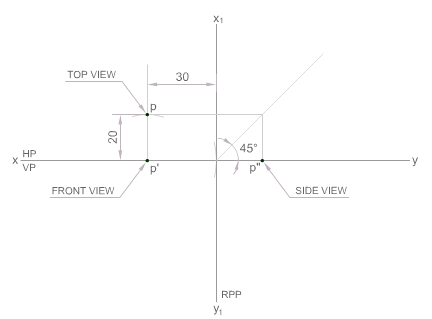 x₁
TOP VIEW
30
p
20
45°
x
HP
VP
y
p'
p"
FRONT VIEW
SIDE VIEW
RPP
y₁